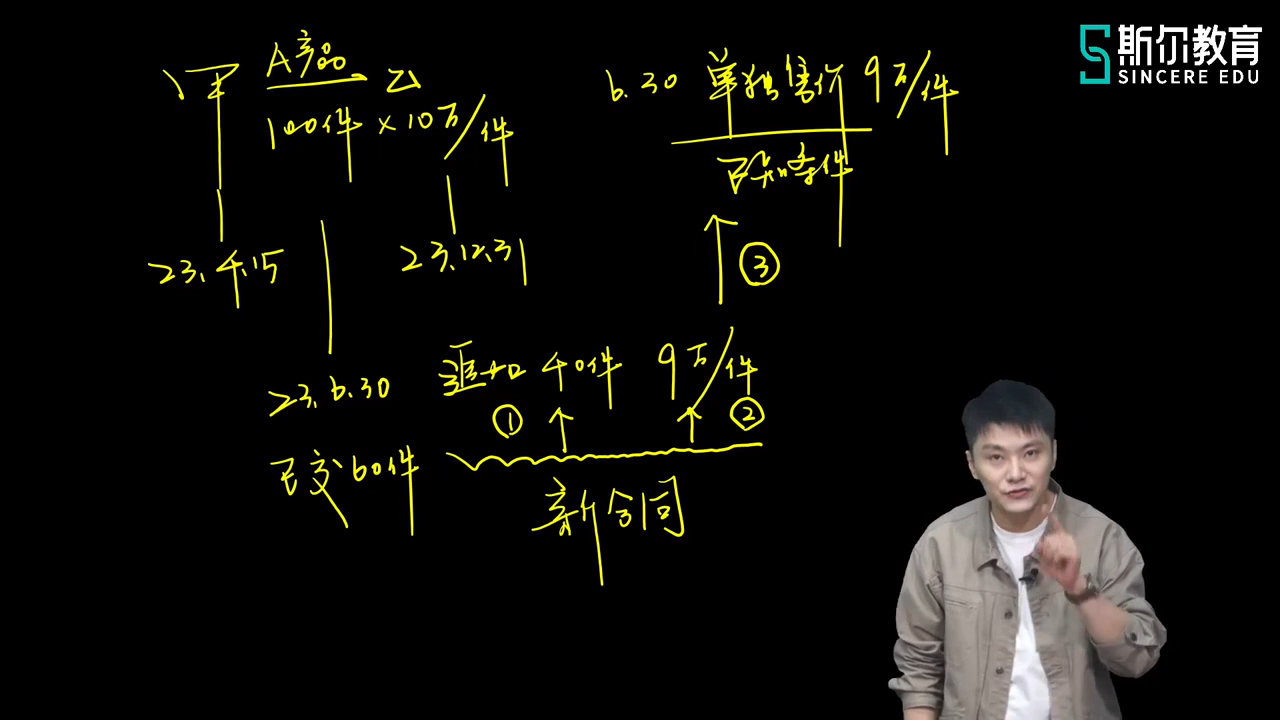 甲 A产品 乙
100件 × 10万/件
23.4.15
23.12.31
23.6.30 追加 40件 9万/件
① ②
已交60件
新合同
6.30 单独售价 9万/件
已知条件
③
斯尔教育
SINCERE EDU